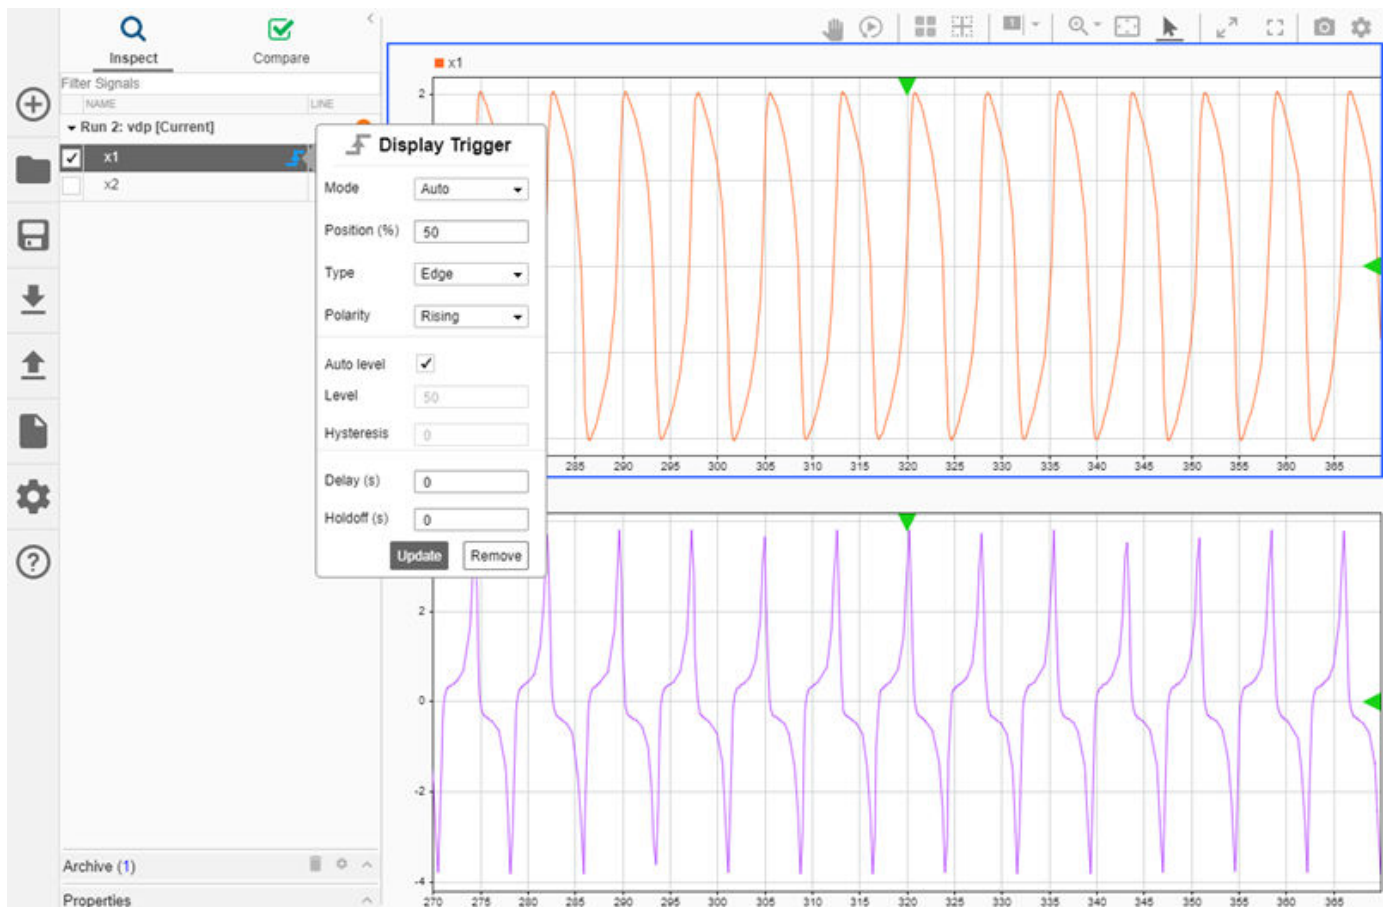 Inspect
Compare
Filter Signals
NAME
LINE
Run 2: vdp [Current]
x1
x2
Archive (1)
Properties
Display Trigger
Mode
Auto
Position (%)
50
Type
Edge
Polarity
Rising
Auto level
Level
50
Hysteresis
0
Delay (s)
0
Holdoff (s)
0
Update
Remove
1
x1
2
285 290 295 300 305 310 315 320 325 330 335 340 345 350 355 360 365
2
0
-2
-4
270 275 280 285 290 295 300 305 310 315 320 325 330 335 340 345 350 355 360 365